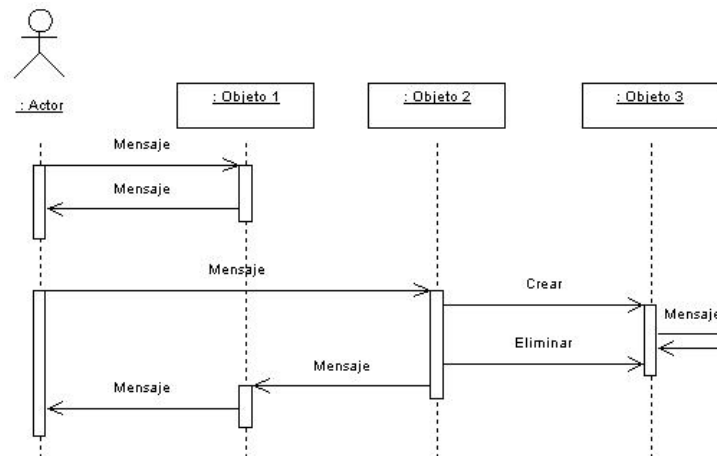 : Actor
: Objeto 1
: Objeto 2
: Objeto 3
Mensaje
Mensaje
Mensaje
Crear
Mensaje
Eliminar
Mensaje
Mensaje